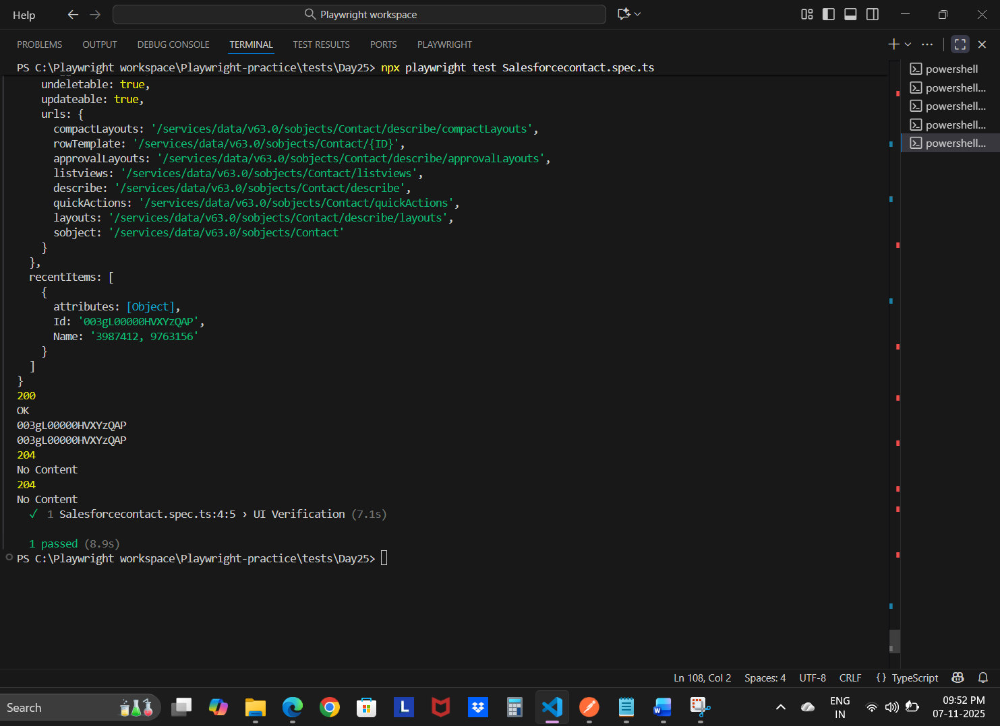 Help
Playwright workspace
PROBLEMS OUTPUT DEBUG CONSOLE TERMINAL TEST RESULTS PORTS PLAYWRIGHT
PS C:\Playwright workspace\Playwright-practice\tests\Day25> npx playwright test Salesforcecontact.spec.ts
undeletable: true,
updateable: true,
urls: {
compactLayouts: '/services/data/v63.0/sobjects/Contact/describe/compactLayouts',
rowTemplate: '/services/data/v63.0/sobjects/Contact/{ID}',
approvalLayouts: '/services/data/v63.0/sobjects/Contact/describe/approvalLayouts',
listviews: '/services/data/v63.0/sobjects/Contact/listviews',
describe: '/services/data/v63.0/sobjects/Contact/describe',
quickActions: '/services/data/v63.0/sobjects/Contact/quickActions',
layouts: '/services/data/v63.0/sobjects/Contact/describe/layouts',
sobject: '/services/data/v63.0/sobjects/Contact'
}
},
recentItems: [
{
attributes: [Object],
Id: '003gL00000HVXYzQAP',
Name: '3987412, 9763156'
}
]
}
200
OK
003gL00000HVXYzQAP
003gL00000HVXYzQAP
204
No Content
204
No Content
✓ 1 Salesforcecontact.spec.ts:4:5 › UI Verification (7.1s)
1 passed (8.9s)
PS C:\Playwright workspace\Playwright-practice\tests\Day25>
powershell
powershell...
powershell...
powershell...
powershell...
Ln 108, Col 2 Spaces: 4 UTF-8 CRLF {} TypeScript
Search
L
W
ENG
IN
09:52 PM
07-11-2025